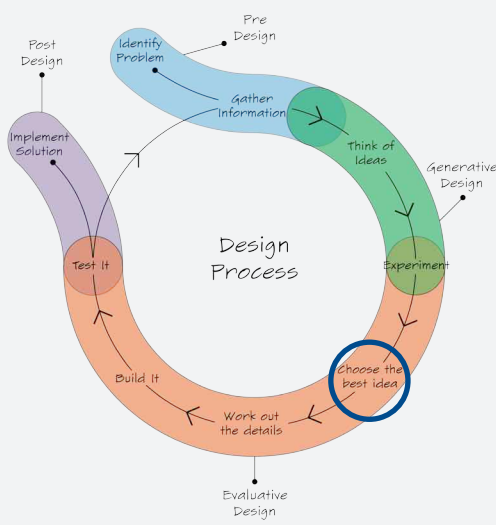 Pre
Design
Post
Design
Identify
Problem
Gather
Information
Implement
Solution
Think of
Ideas
Generative
Design
Design
Process
Test It
Experiment
Choose the
best idea
Build It
Work out
the details
Evaluative
Design